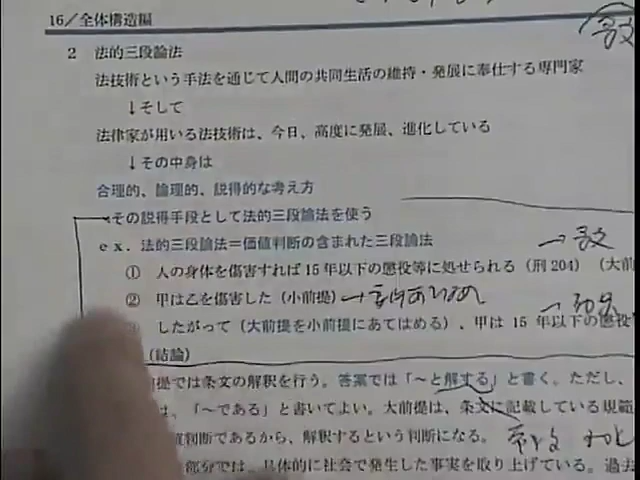 16／全体構造編
2 法的三段論法
法技術という手法を通じて人間の共同生活の維持・発展に奉仕する専門家
↓そして
法律家が用いる法技術は、今日、高度に発展、進化している
↓その中身は
合理的、論理的、説得的な考え方
その説得手段として法的三段論法を使う
ｅｘ．法的三段論法＝価値判断の含まれた三段論法
① 人の身体を傷害すれば15年以下の懲役等に処せられる（刑204）（大前
② 甲は乙を傷害した（小前提）
したがって（大前提を小前提にあてはめる）、甲は15年以下の懲役
（結論）
提では条文の解釈を行う。答案では「～と解する」と書く。ただし、
は、「～である」と書いてよい。大前提は、条文に記載している規範
判断であるから、解釈するという判断になる。
部分では、具体的に社会で発生した事実を取り上げている。過去